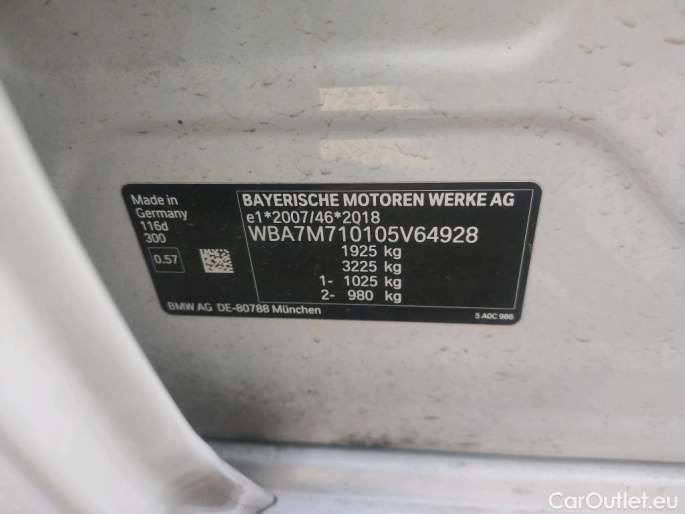 Made in
Germany
116d
300
0.57
BAYERISCHE MOTOREN WERKE AG
e1*2007/46*2018
WBA7M710105V64928
1925 kg
3225 kg
1- 1025 kg
2- 980 kg
BMW AG DE-80788 München
5 A0C 986
CarOutlet.eu